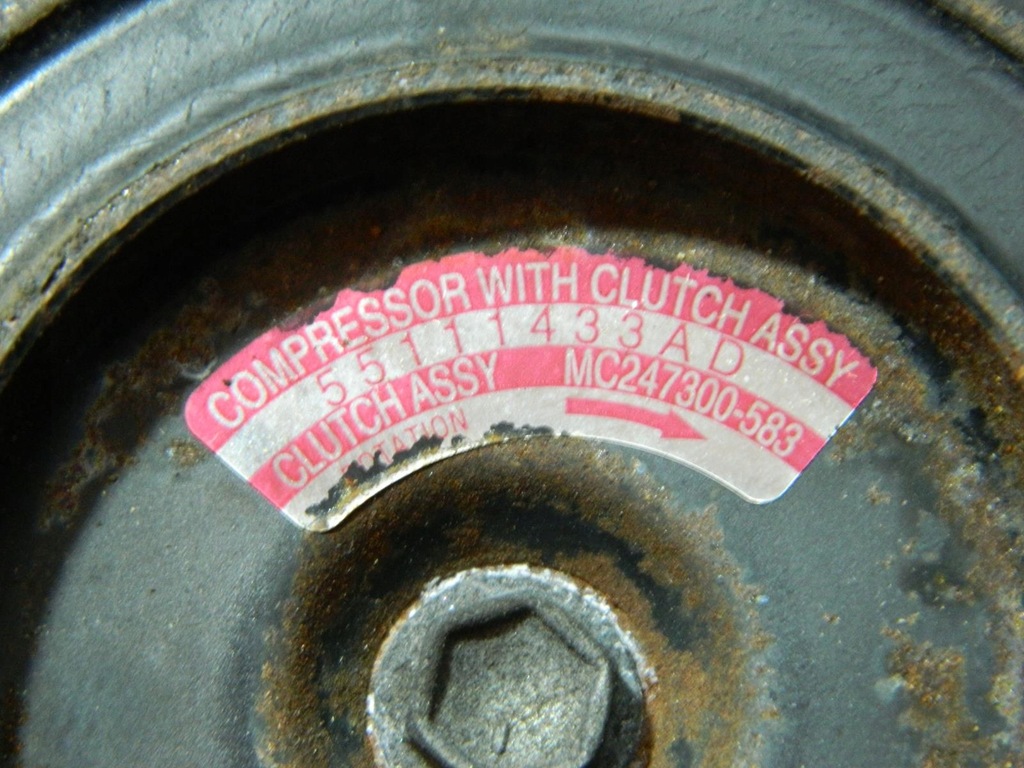 COMPRESSOR WITH CLUTCH ASSY
55111433AD
CLUTCH ASSY MC247300-583
ROTATION